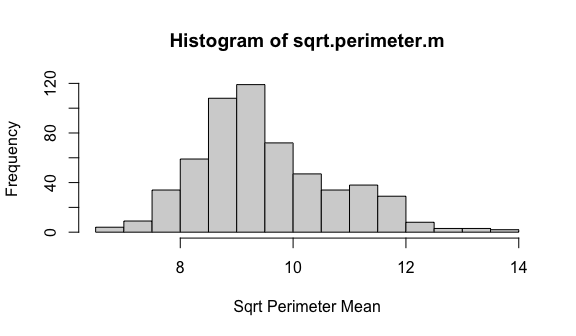 Histogram of sqrt.perimeter.m
Frequency
120
80
40
0
8 10 12 14
Sqrt Perimeter Mean